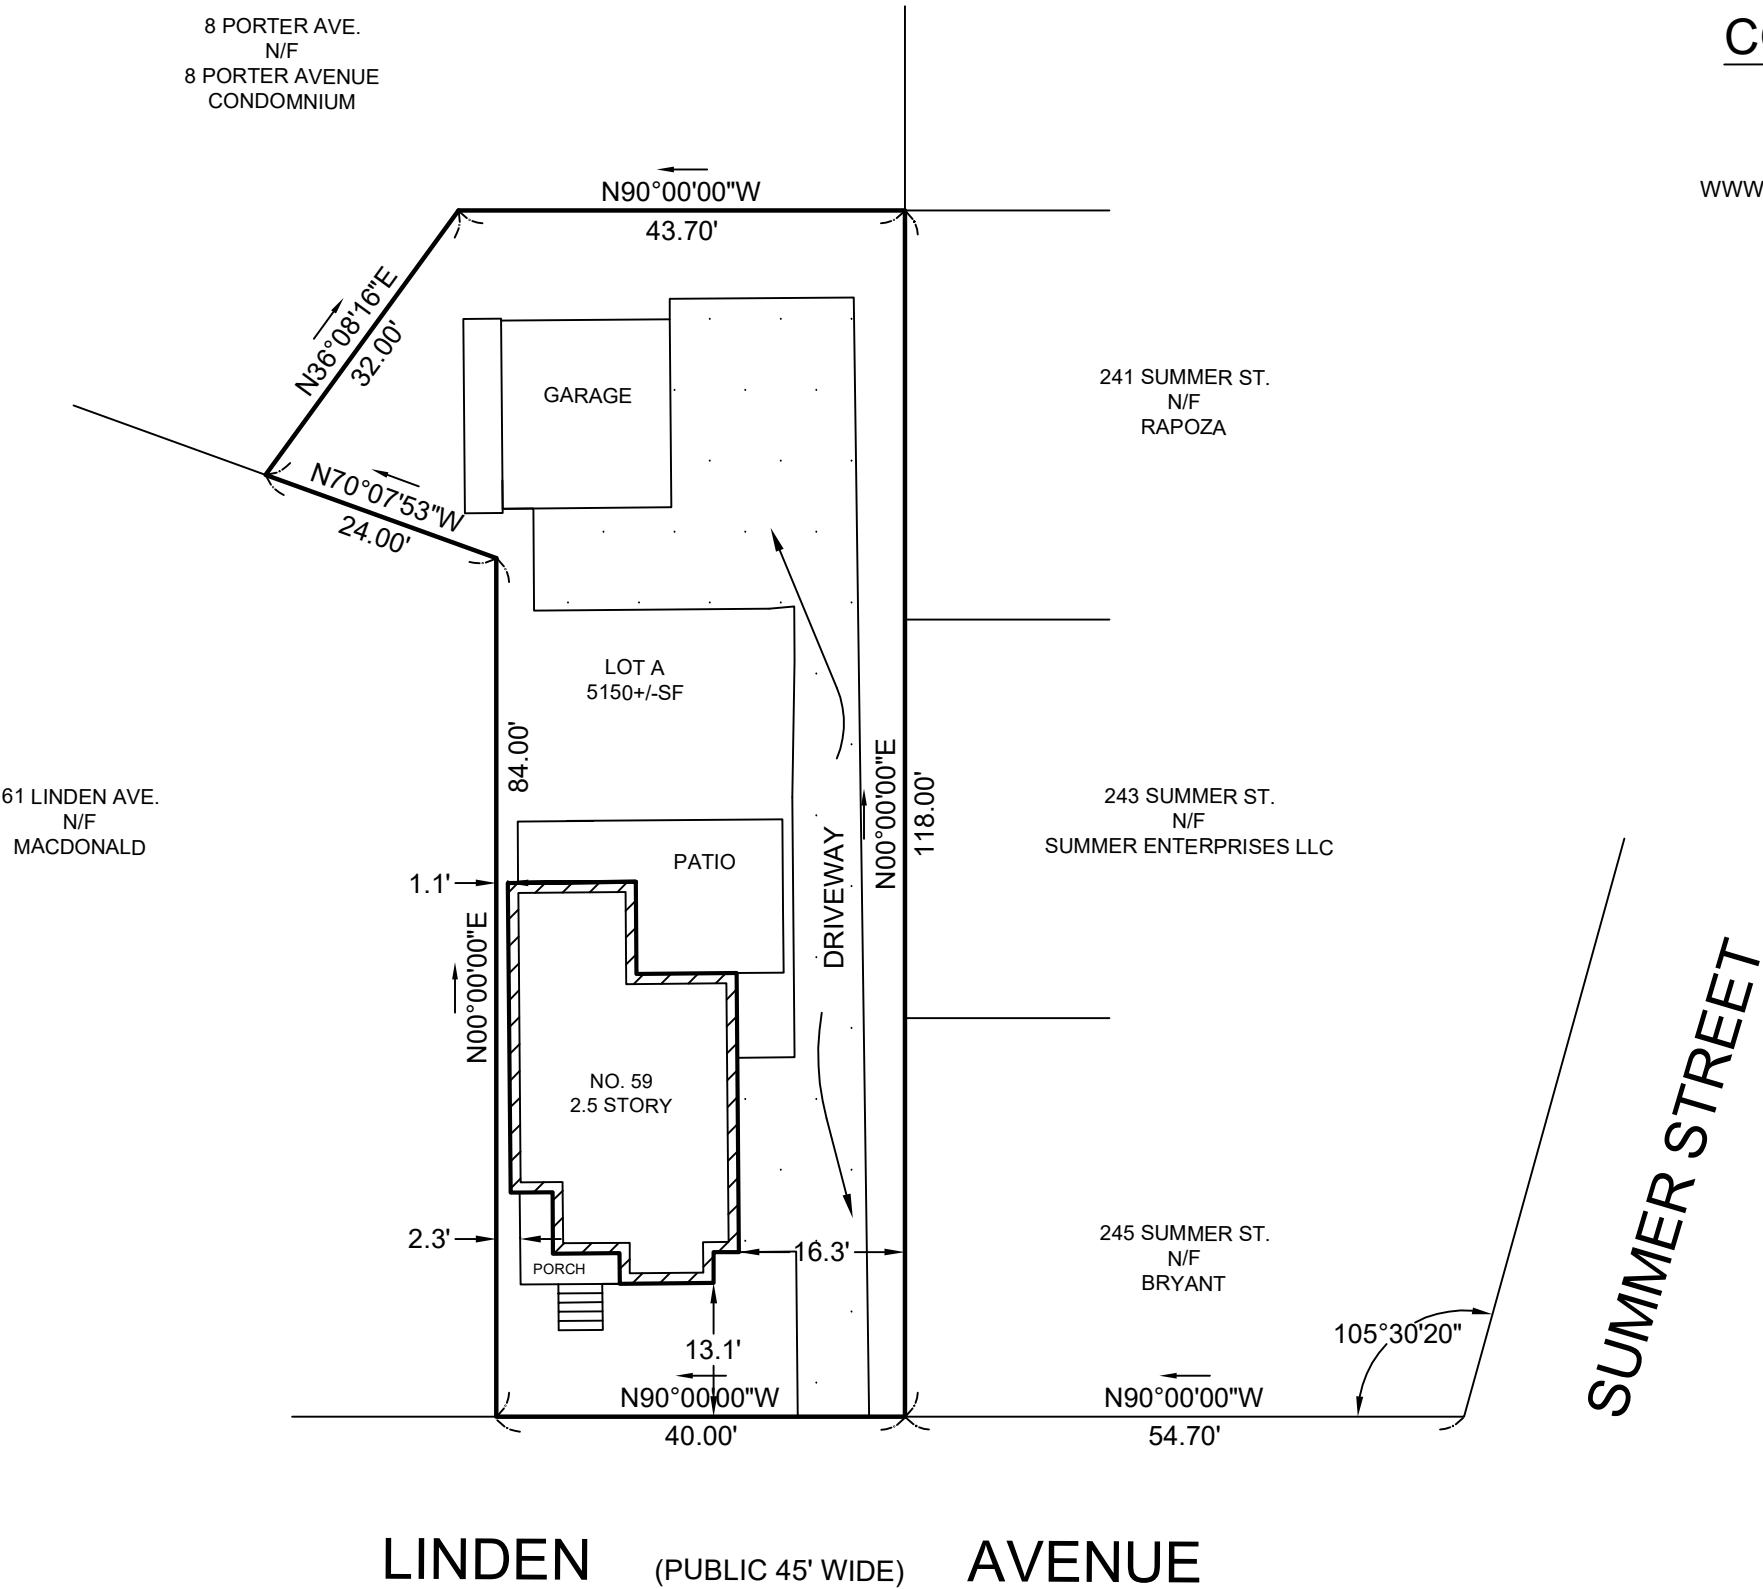 8 PORTER AVE.
N/F
8 PORTER AVENUE
CONDOMNIUM
N90°00'00"W
43.70'
N36°08'16"E
32.00'
GARAGE
241 SUMMER ST.
N/F
RAPOZA
N70°07'53"W
24.00'
LOT A
5150+/-SF
84.00'
N00°00'00"E
118.00'
61 LINDEN AVE.
N/F
MACDONALD
243 SUMMER ST.
N/F
SUMMER ENTERPRISES LLC
PATIO
DRIVEWAY
1.1'
N00°00'00"E
NO. 59
2.5 STORY
2.3'
PORCH
16.3'
245 SUMMER ST.
N/F
BRYANT
SUMMER STREET
105°30'20"
13.1'
N90°00'00"W
40.00'
N90°00'00"W
54.70'
LINDEN (PUBLIC 45' WIDE) AVENUE